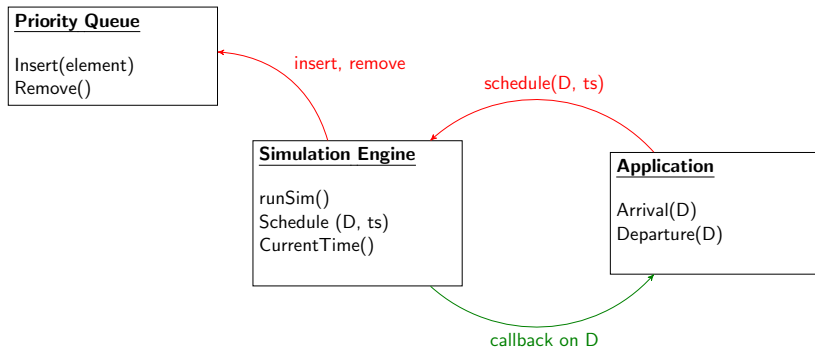 Priority Queue
Insert(element)
Remove()
insert, remove
schedule(D, ts)
Simulation Engine
runSim()
Schedule (D, ts)
CurrentTime()
Application
Arrival(D)
Departure(D)
callback on D